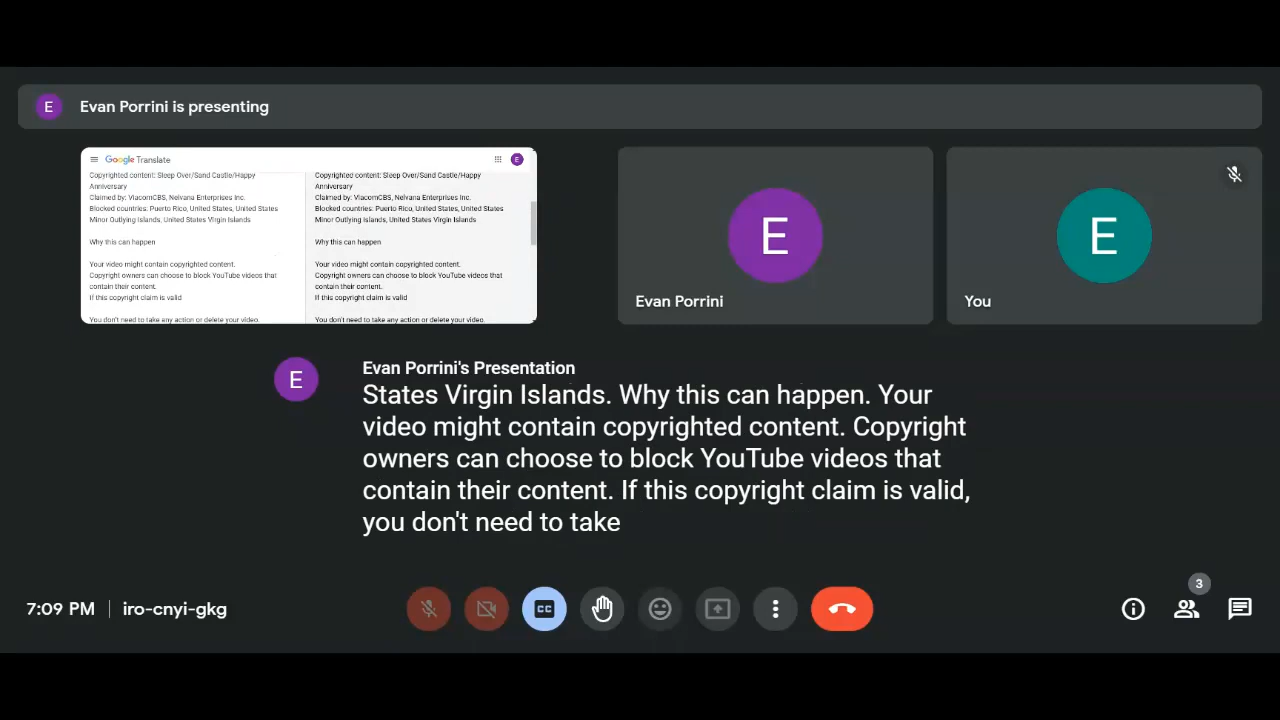 E Evan Porrini is presenting
Google Translate E
Copyrighted content: Sleep Over/Sand Castle/Happy
Anniversary
Claimed by: ViacomCBS, Nelvana Enterprises Inc.
Blocked countries: Puerto Rico, United States, United States
Minor Outlying Islands, United States Virgin Islands
Why this can happen
Your video might contain copyrighted content.
Copyright owners can choose to block YouTube videos that
contain their content.
If this copyright claim is valid
You don't need to take any action or delete your video.
Copyrighted content: Sleep Over/Sand Castle/Happy
Anniversary
Claimed by: ViacomCBS, Nelvana Enterprises Inc.
Blocked countries: Puerto Rico, United States, United States
Minor Outlying Islands, United States Virgin Islands
Why this can happen
Your video might contain copyrighted content.
Copyright owners can choose to block YouTube videos that
contain their content.
If this copyright claim is valid
You don't need to take any action or delete your video.
E
Evan Porrini
E
You
E
Evan Porrini's Presentation
States Virgin Islands. Why this can happen. Your
video might contain copyrighted content. Copyright
owners can choose to block YouTube videos that
contain their content. If this copyright claim is valid,
you don't need to take
7:09 PM | iro-cnyi-gkg
CC
3